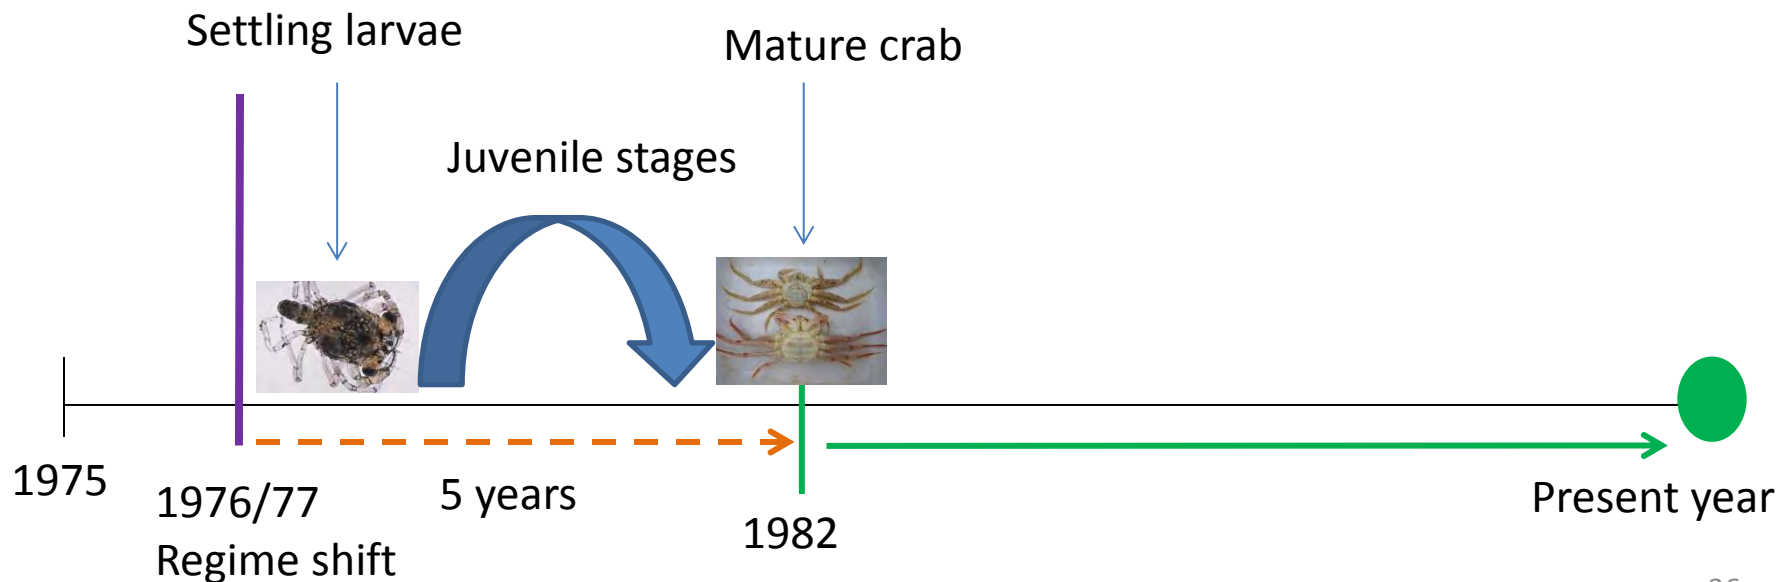 Settling larvae
Mature crab
Juvenile stages
1975
1976/77
Regime shift
5 years
1982
Present year